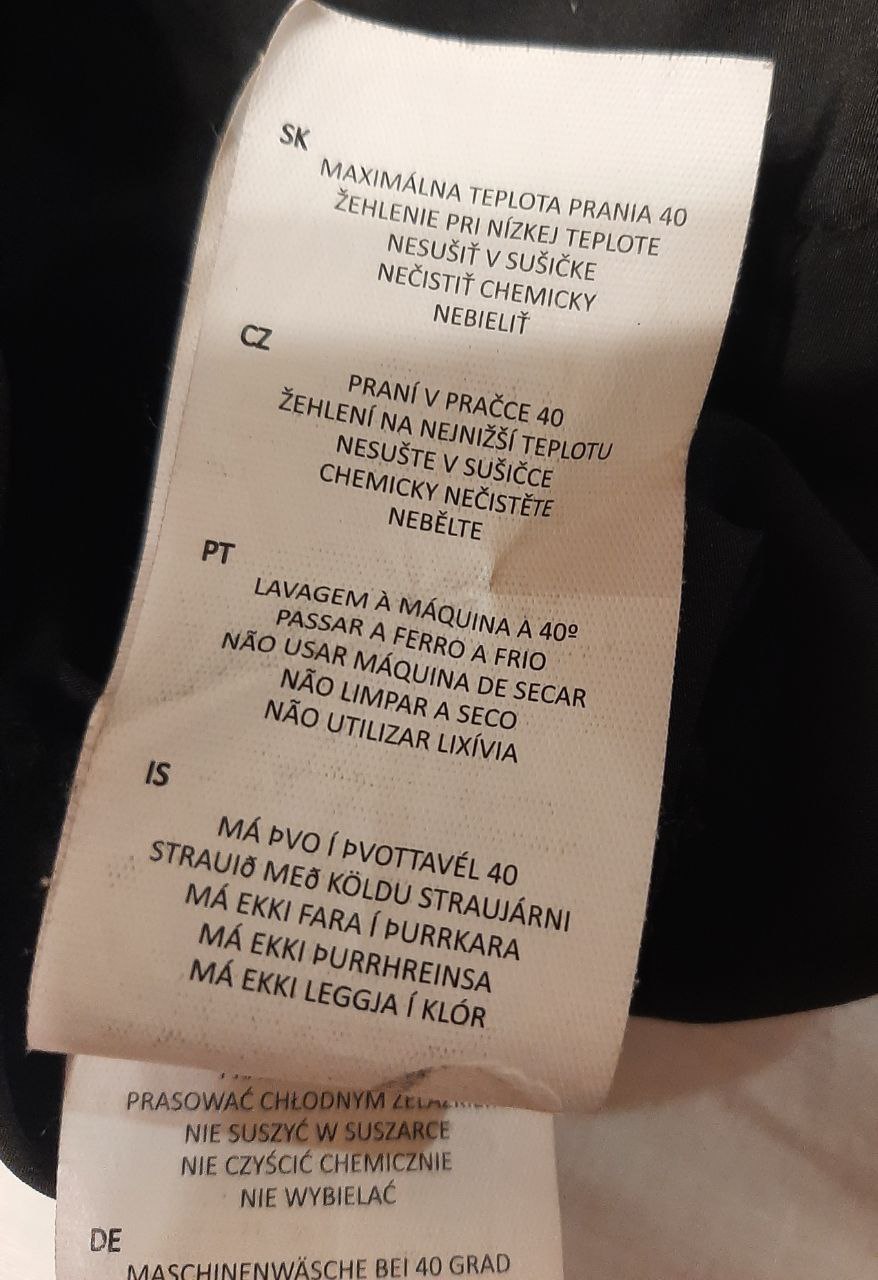 SK
MAXIMÁLNA TEPLOTA PRANIA 40
ŽEHLENIE PRI NÍZKEJ TEPLOTE
NESUŠIŤ V SUŠIČKE
NEČISTIŤ CHEMICKY
NEBIELIŤ
CZ
PRANÍ V PRAČCE 40
ŽEHLENÍ NA NEJNIŽŠÍ TEPLOTU
NESUŠTE V SUŠIČCE
CHEMICKY NEČISTĚTE
NEBĚLTE
PT
LAVAGEM À MÁQUINA À 40º
PASSAR A FERRO A FRIO
NÃO USAR MÁQUINA DE SECAR
NÃO LIMPAR A SECO
NÃO UTILIZAR LIXÍVIA
IS
MÁ ÞVO Í ÞVOTTAVÉL 40
STRAUIð MEð KÖLDU STRAUJÁRNI
MÁ EKKI FARA Í ÞURRKARA
MÁ EKKI ÞURRHREINSA
MÁ EKKI LEGGJA Í KLÓR
PRASOWAĆ CHŁODNYM
NIE SUSZYĆ W SUSZARCE
NIE CZYŚCIĆ CHEMICZNIE
NIE WYBIELAĆ
DE
MASCHINENWÄSCHE BEI 40 GRAD